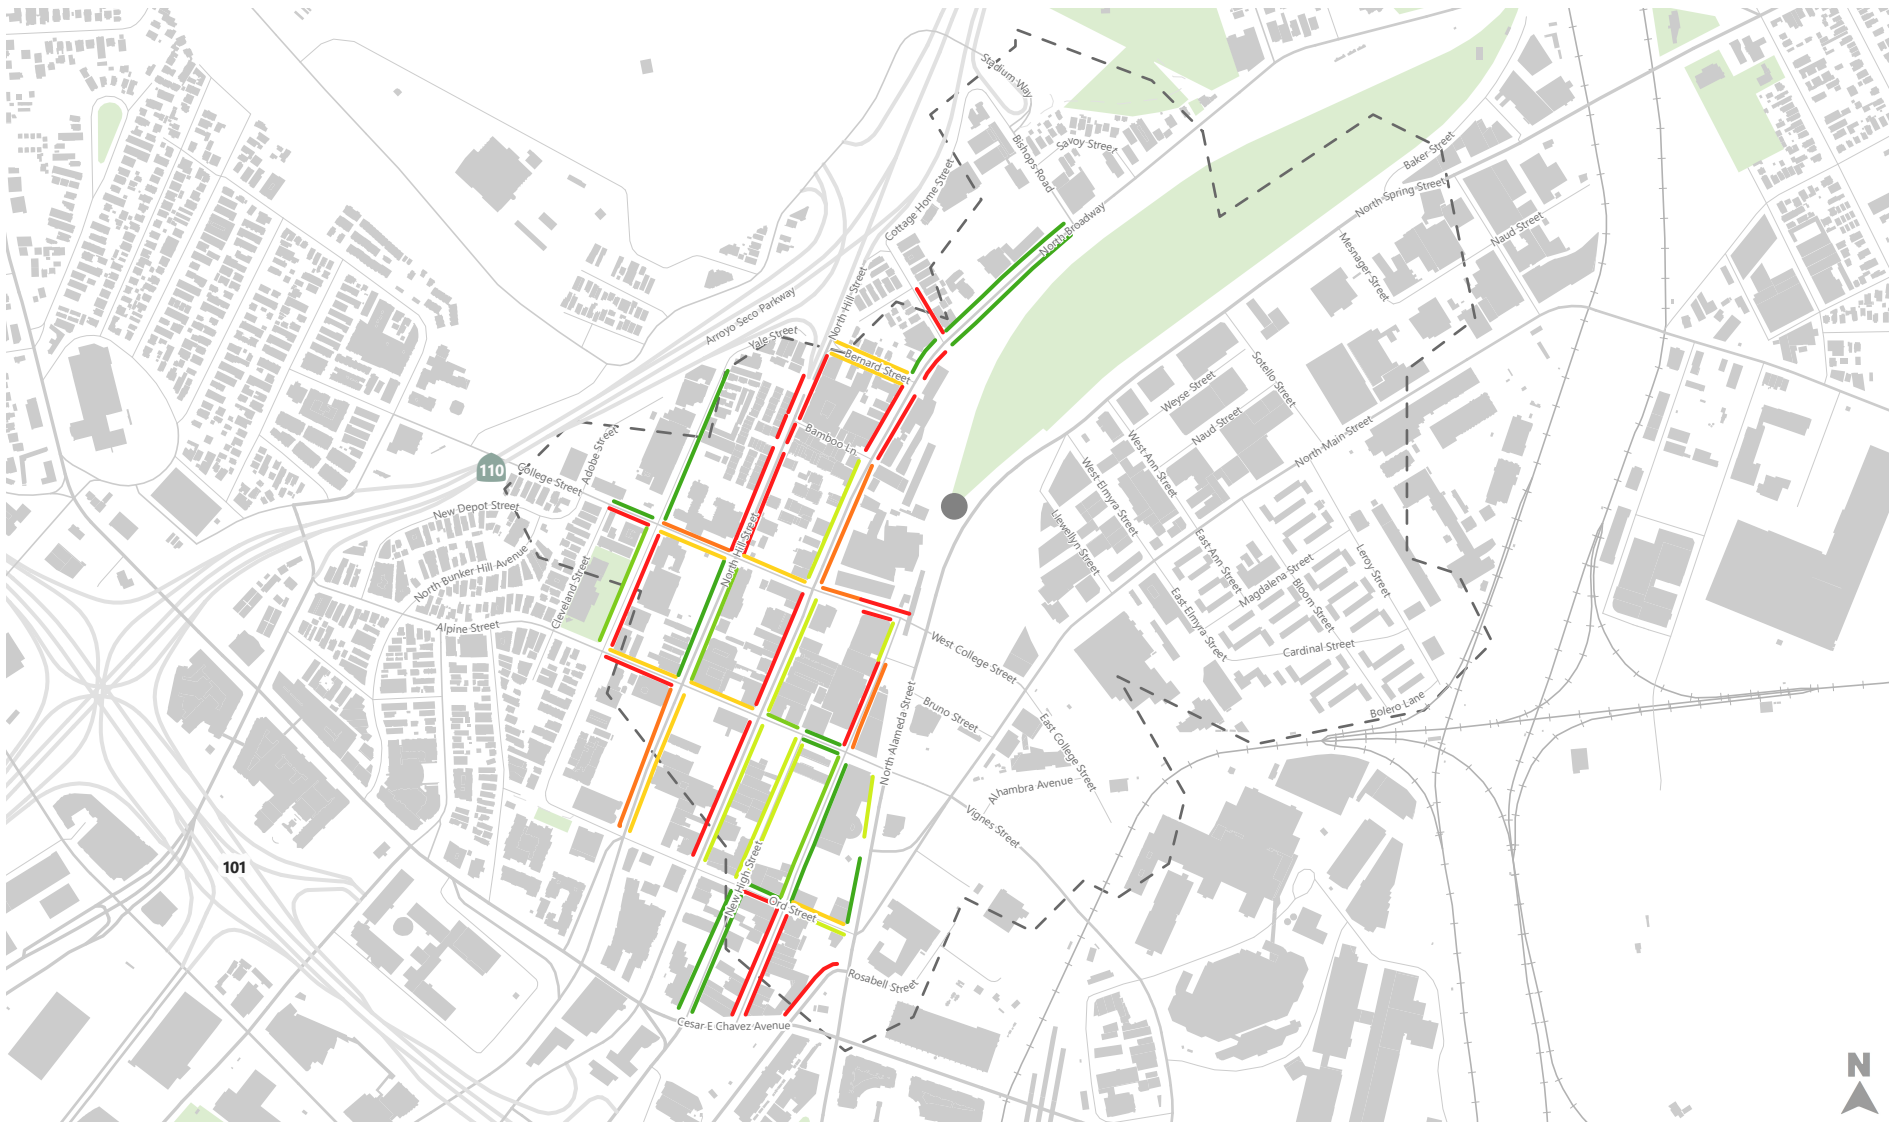 Stadium Way
Savoy Street
Bishops Road
Baker Street
North Spring Street
Naud Street
Mesnager Street
Cottage Home Street
North Broadway
North Hill Street
Arroyo Seco Parkway
Yale Street
Bernard Street
Sotello Street
Weyse Street
Naud Street
Bamboo Ln.
Adobe Street
110
College Street
New Depot Street
West Ann Street
North Main Street
West Elmyra Street
Llewellyn Street
North Hill Street
North Bunker Hill Avenue
Cleveland Street
Alpine Street
East Ann Street
Magdalena Street
Bloom Street
Leroy Street
East Elmyra Street
Cardinal Street
West College Street
Bruno Street
North Alameda Street
East College Street
Bolero Lane
Alhambra Avenue
Vignes Street
101
New High Street
Ord Street
Rosabell Street
Cesar E Chavez Avenue
N